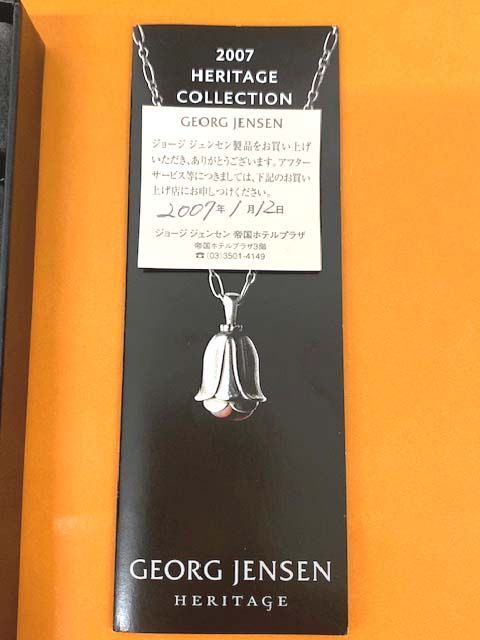 2007
HERITAGE
COLLECTION
GEORG JENSEN
ジョージ ジェンセン製品をお買い上げ
いただき、ありがとうございます。アフター
サービス等につきましては、下記のお買い
上げ店にお申しつけください。
2007年1月12日
ジョージ ジェンセン 帝国ホテルプラザ
帝国ホテルプラザ3階
☎(03)3501-4149
GEORG JENSEN
HERITAGE